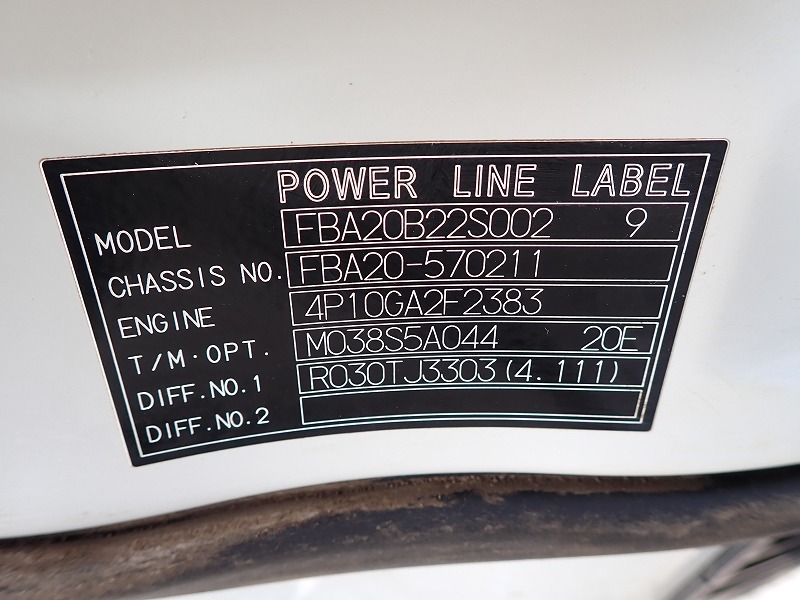 POWER LINE LABEL
MODEL FBA20B22S002 9
CHASSIS NO. FBA20-570211
ENGINE 4P10GA2F2383
T/M·OPT. M038S5A044 20E
DIFF.NO.1 R030TJ3303(4.111)
DIFF.NO.2